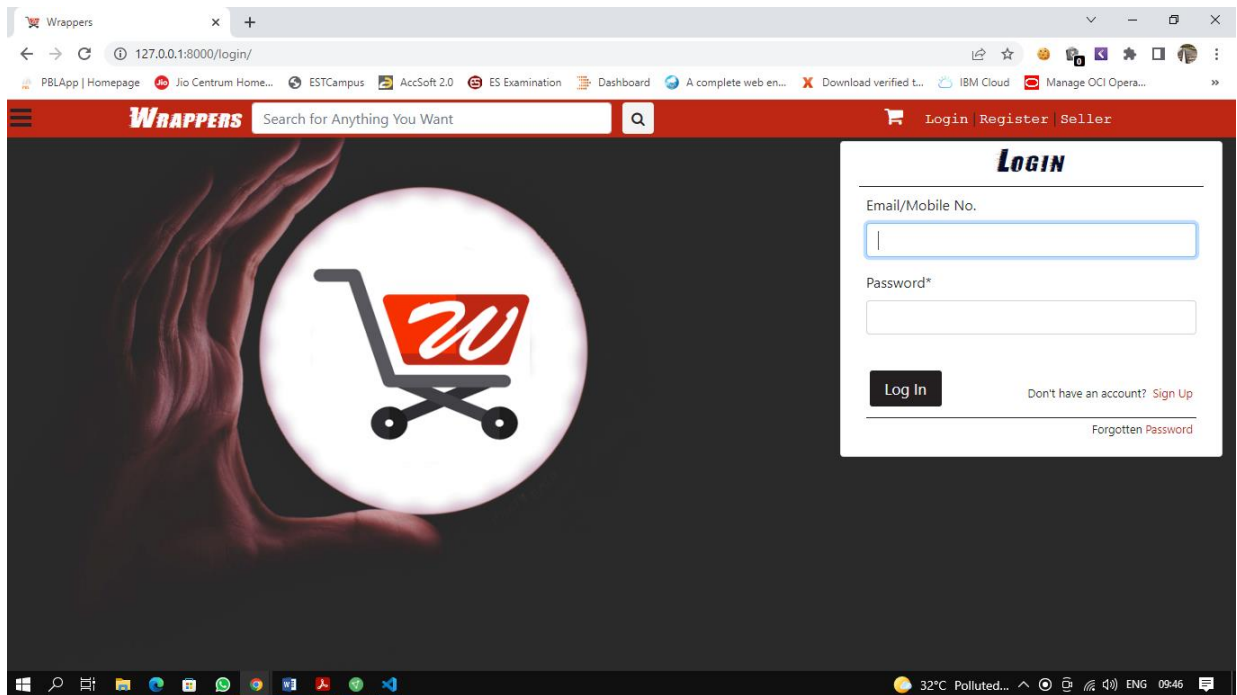 Wrappers
127.0.0.1:8000/login/
0
PBLApp | Homepage Jio Jio Centrum Home... ESTCampus AccSoft 2.0 ES Examination Dashboard A complete web en... Download verified t... IBM Cloud Manage OCI Opera... »
WRAPPERS Search for Anything You Want Login | Register | Seller
LOGIN
Email/Mobile No.
Password*
W
Log In Don't have an account? Sign Up
Forgotten Password
32°C Polluted... ENG 09:46